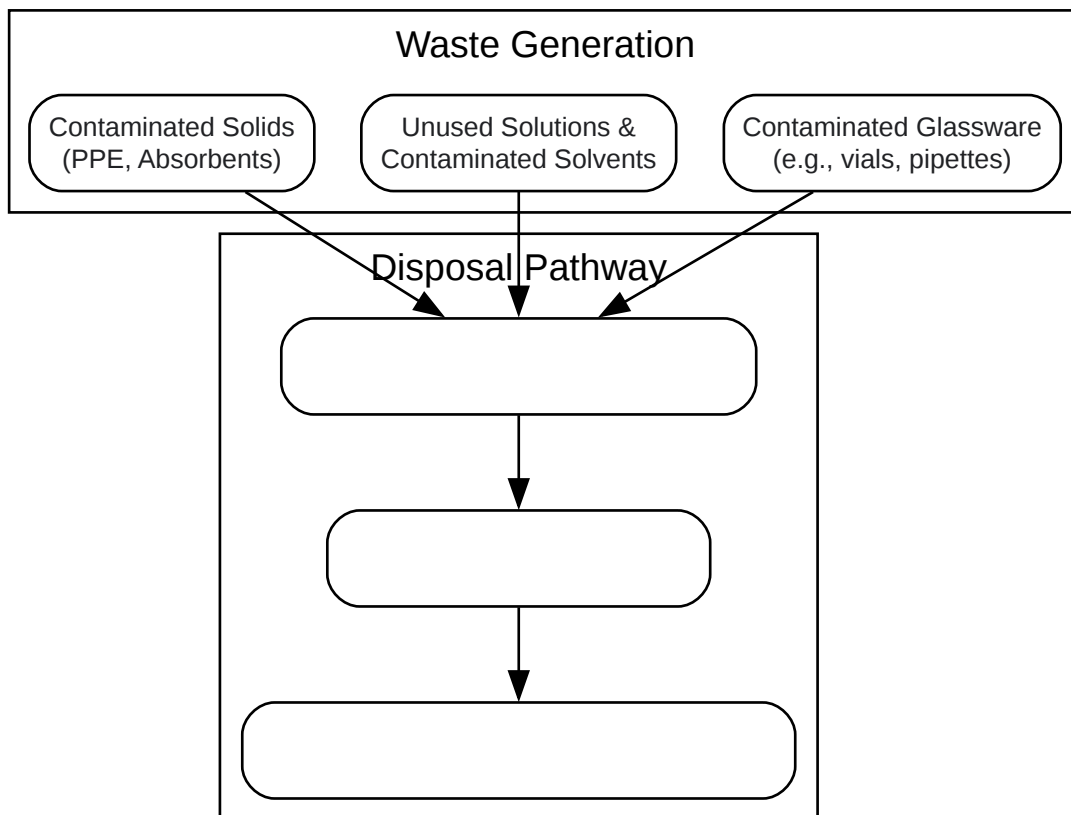 Waste Generation
Contaminated Solids
(PPE, Absorbents)
Unused Solutions &
Contaminated Solvents
Contaminated Glassware
(e.g., vials, pipettes)
Disposal Pathway